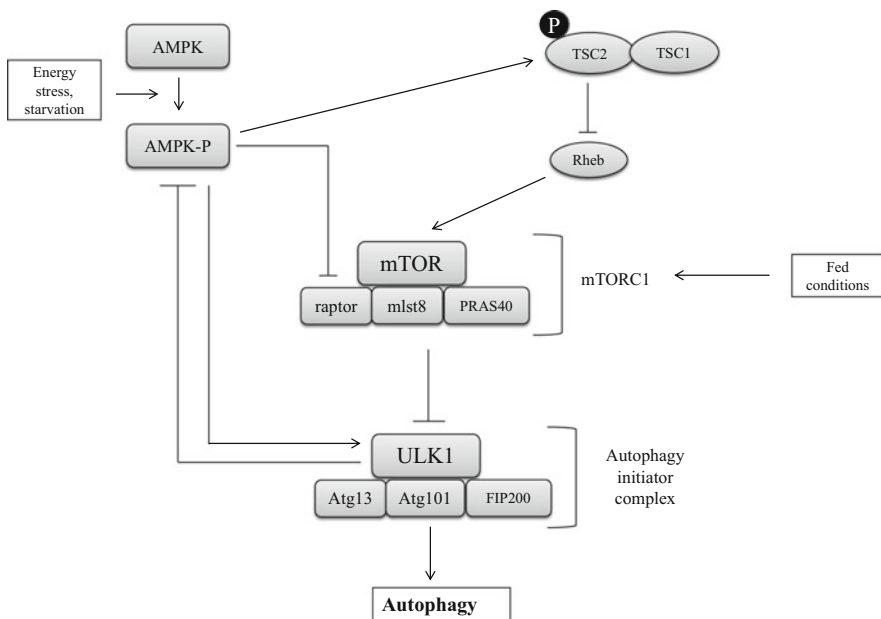 AMPK
P
TSC2
TSC1
Energy
stress,
starvation
AMPK-P
Rheb
mTOR
raptor
mlst8
PRAS40
mTORC1
Fed
conditions
ULK1
Atg13
Atg101
FIP200
Autophagy
initiator
complex
Autophagy